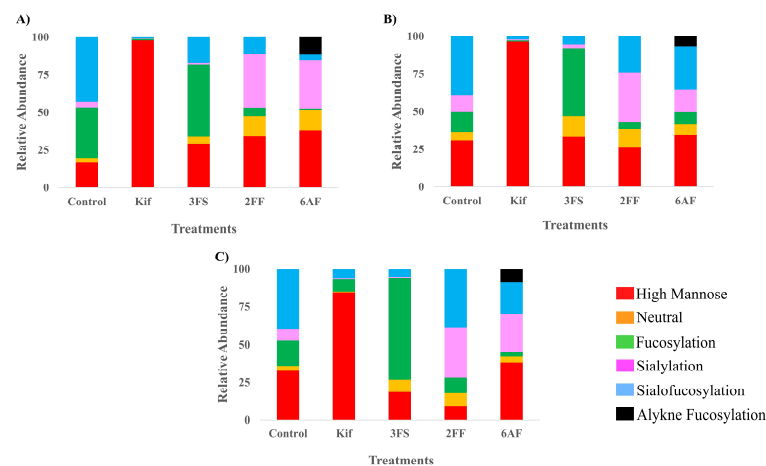 A)
100
75
50
25
0
Relative Abundance
Control Kif 3FS 2FF 6AF
Treatments
B)
100
75
50
25
0
Relative Abundance
Control Kif 3FS 2FF 6AF
Treatments
C)
100
75
50
25
0
Relative Abundance
Control Kif 3FS 2FF 6AF
Treatments
High Mannose
Neutral
Fucosylation
Sialylation
Sialofucosylation
Alykne Fucosylation